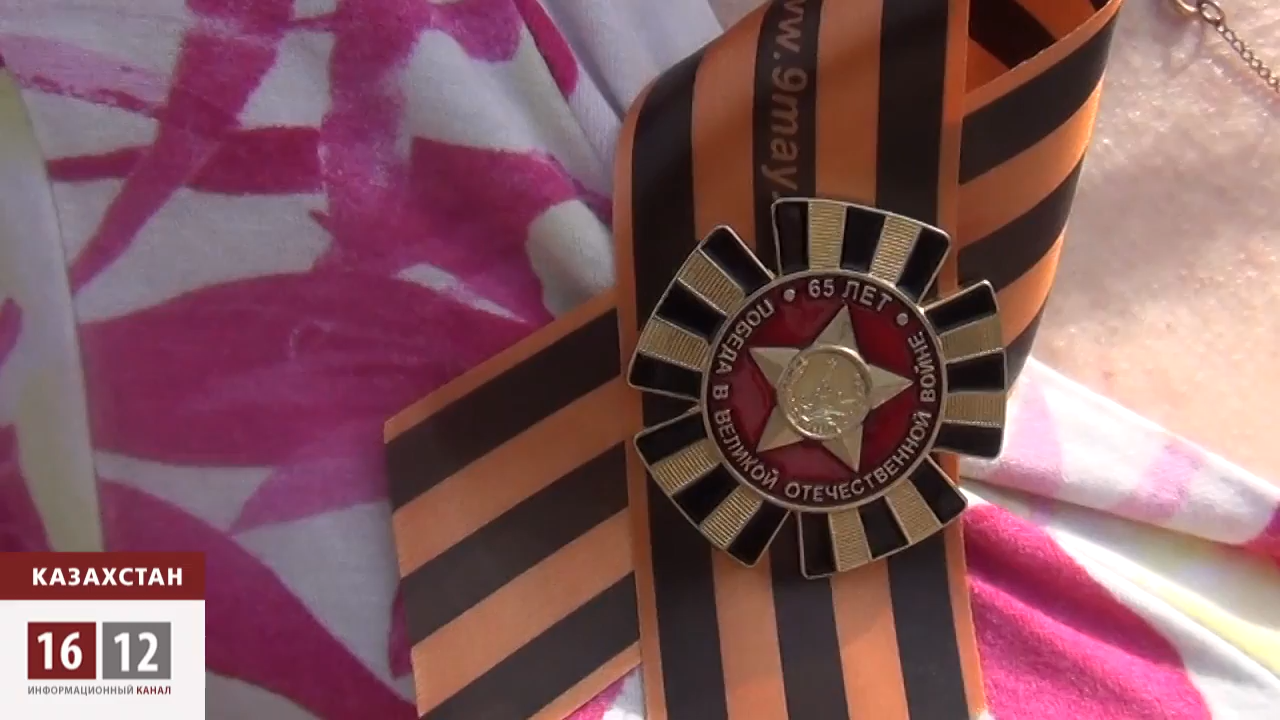 www.9may.
65 ЛЕТ
ПОБЕДА В ВЕЛИКОЙ ОТЕЧЕСТВЕННОЙ ВОЙНЕ
КАЗАХСТАН
16 12
ИНФОРМАЦИОННЫЙ КАНАЛ